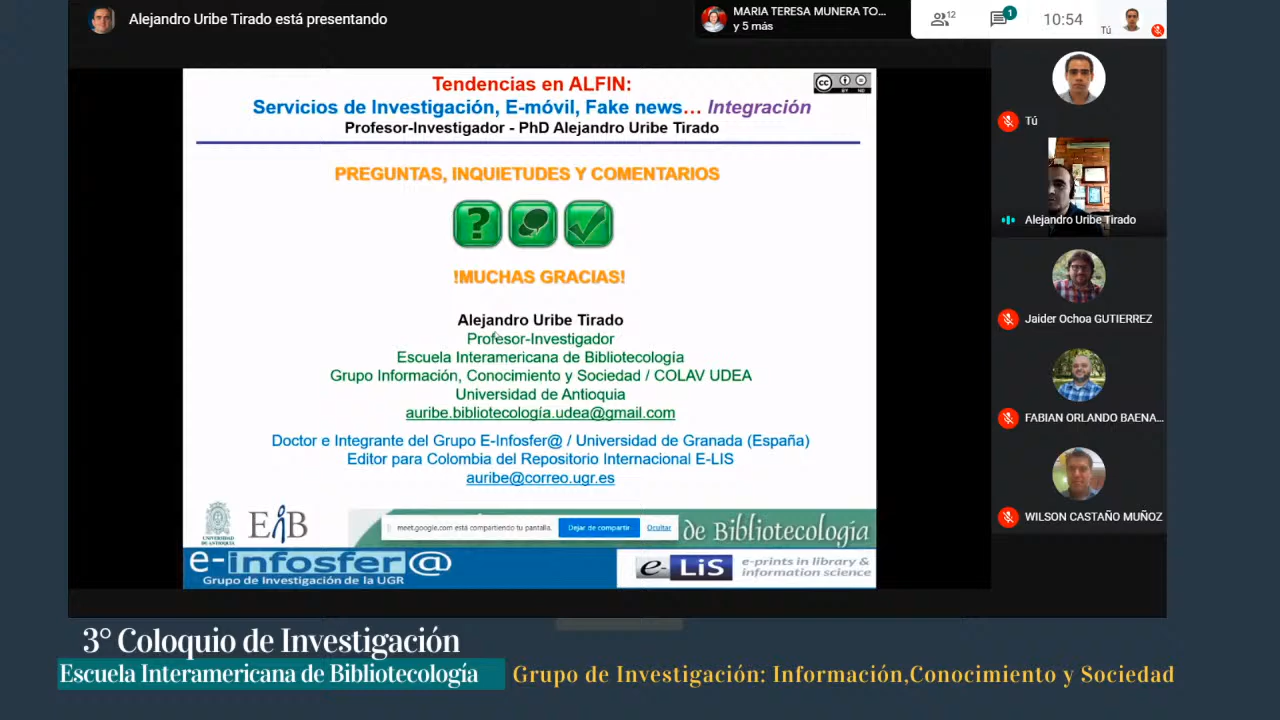 Alejandro Uribe Tirado está presentando
MARIA TERESA MUNERA TO...
y 5 más
12
1
10:54
Tú
Tendencias en ALFIN:
Servicios de Investigación, E-móvil, Fake news… Integración
Profesor-Investigador - PhD Alejandro Uribe Tirado
cc
BY ND
PREGUNTAS, INQUIETUDES Y COMENTARIOS
?
!MUCHAS GRACIAS!
Alejandro Uribe Tirado
Profesor-Investigador
Escuela Interamericana de Bibliotecología
Grupo Información, Conocimiento y Sociedad / COLAV UDEA
Universidad de Antioquia
auribe.bibliotecología.udea@gmail.com
Doctor e Integrante del Grupo E-Infosfer@ / Universidad de Granada (España)
Editor para Colombia del Repositorio Internacional E-LIS
auribe@correo.ugr.es
UNIVERSIDAD
DE ANTIOQUIA
EiB
meet.google.com está compartiendo tu pantalla.
Dejar de compartir
Ocultar
de Bibliotecología
e-infosfer@
Grupo de Investigación de la UGR
e-LiS
e-prints in library &
information science
Tú
Alejandro Uribe Tirado
Jaider Ochoa GUTIERREZ
FABIAN ORLANDO BAENA...
WILSON CASTAÑO MUÑOZ
3° Coloquio de Investigación
Escuela Interamericana de Bibliotecología
Grupo de Investigación: Información,Conocimiento y Sociedad